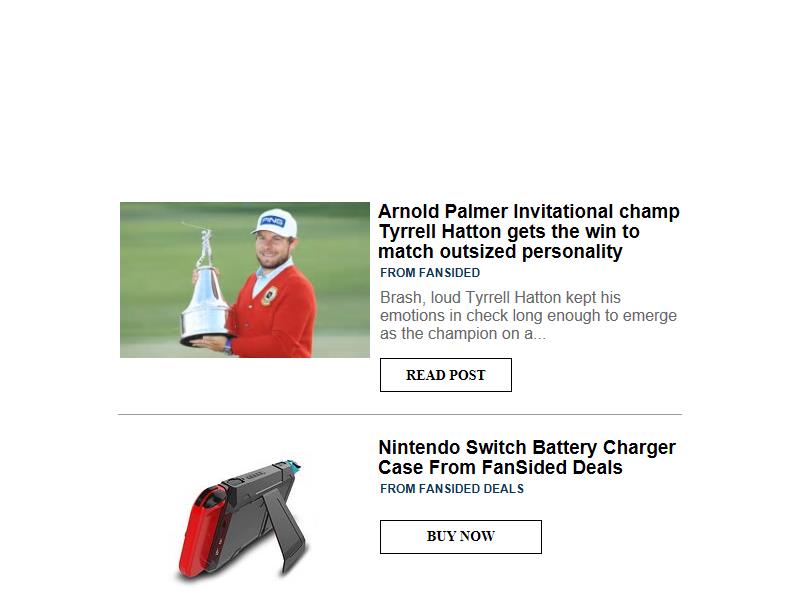 PING
Arnold Palmer Invitational champ
Tyrrell Hatton gets the win to
match outsized personality
FROM FANSIDED
Brash, loud Tyrrell Hatton kept his
emotions in check long enough to emerge
as the champion on a...
READ POST
Nintendo Switch Battery Charger
Case From FanSided Deals
FROM FANSIDED DEALS
BUY NOW